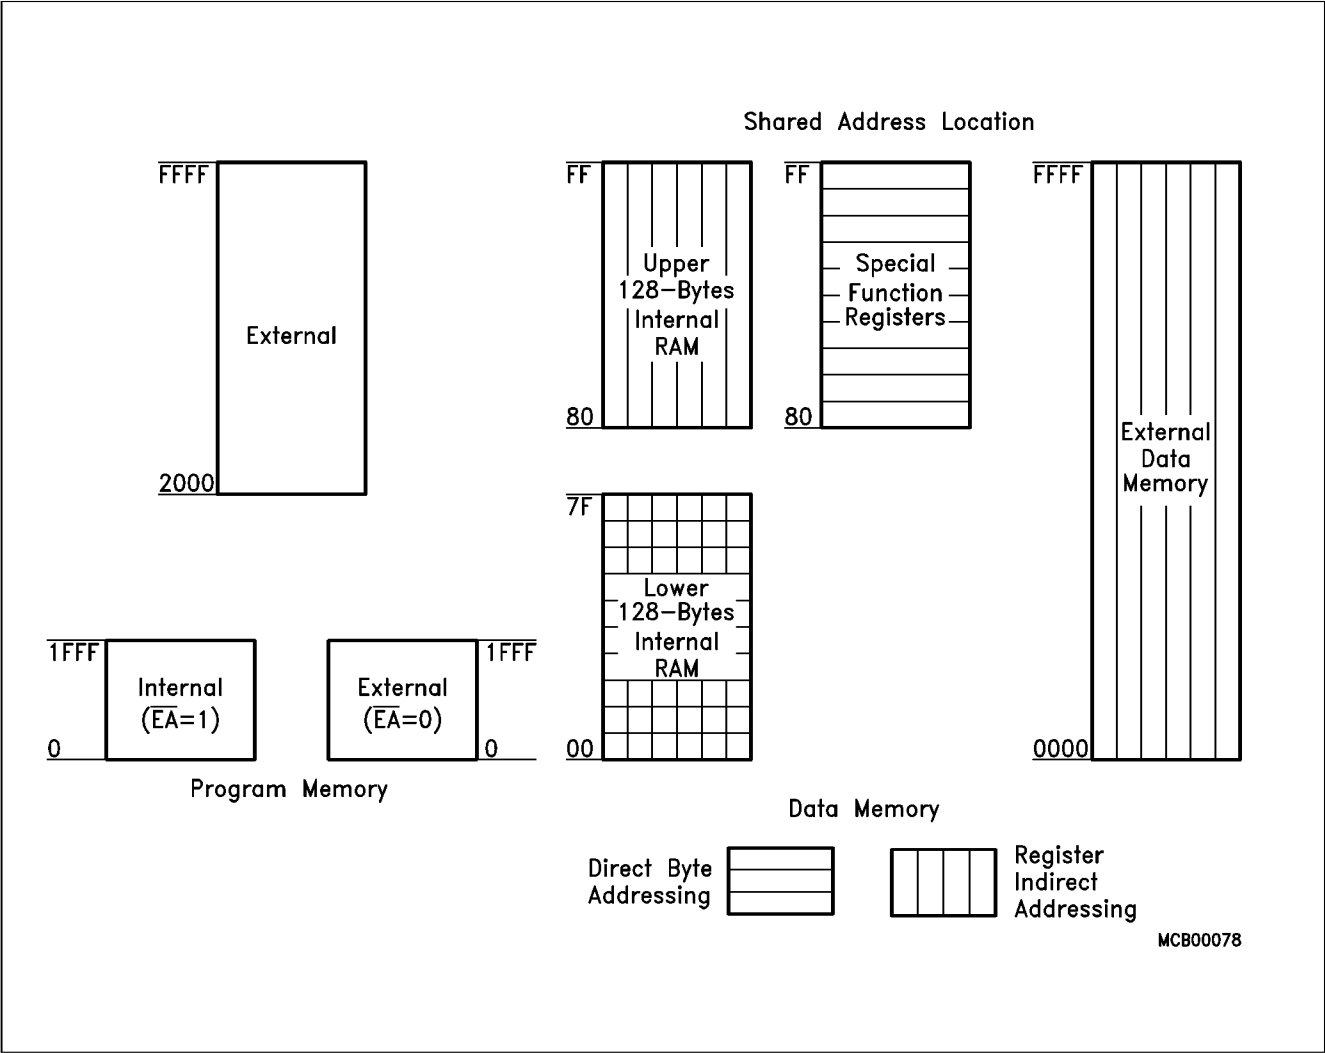 Shared Address Location
FFFF
External
2000
1FFF
Internal
(E̅A̅=1)
0
External
(E̅A̅=0)
1FFF
0
Program Memory
FF
Upper
128-Bytes
Internal
RAM
80
FF
Special
Function
Registers
80
7F
Lower
128-Bytes
Internal
RAM
00
FFFF
External
Data
Memory
0000
Data Memory
Direct Byte
Addressing
Register
Indirect
Addressing
MCB00078